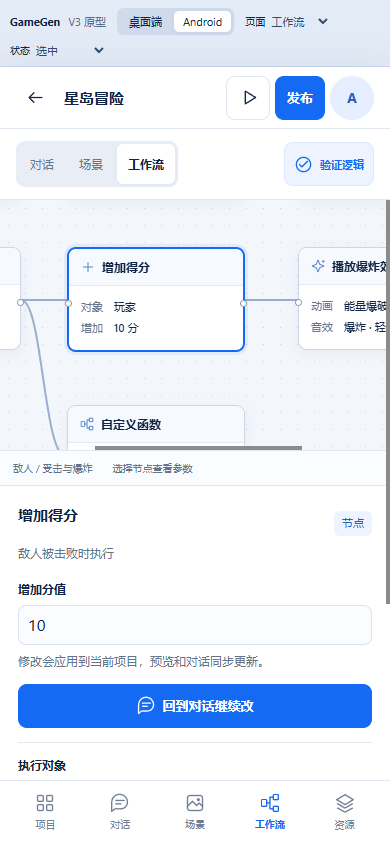 GameGen V3 原型 桌面端 Android 页面 工作流
状态 选中
星岛冒险 发布 A
对话 场景 工作流 验证逻辑
增加得分
对象 玩家
增加 10 分
播放爆炸效
动画 能量爆破
音效 爆炸 · 轻
自定义函数
敌人 / 受击与爆炸 选择节点查看参数
增加得分 节点
敌人被击败时执行
增加分值
10
修改会应用到当前项目，预览和对话同步更新。
回到对话继续改
执行对象
项目 对话 场景 工作流 资源